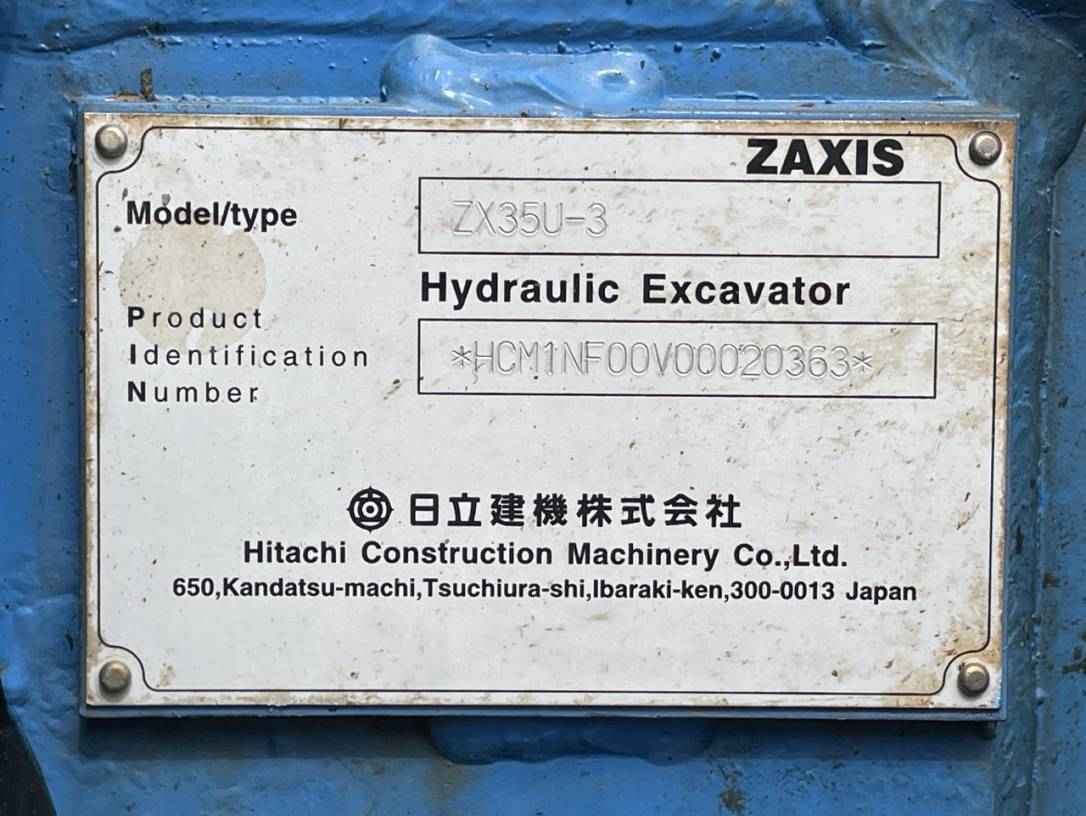 ZAXIS
Model/type ZX35U-3
Hydraulic Excavator
Product
Identification *HCM1NF00V00020363*
Number
日立建機株式会社
Hitachi Construction Machinery Co.,Ltd.
650,Kandatsu-machi,Tsuchiura-shi,Ibaraki-ken,300-0013 Japan